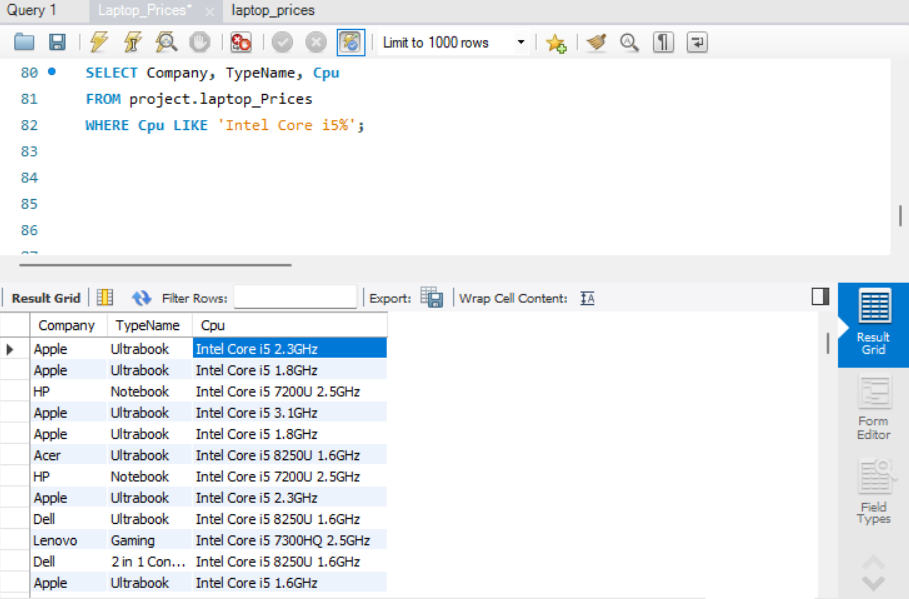 Query 1 Laptop_Prices* × laptop_prices
Limit to 1000 rows
80 SELECT Company, TypeName, Cpu
81 FROM project.laptop_Prices
82 WHERE Cpu LIKE 'Intel Core i5%';
83
84
85
86
Result Grid Filter Rows: Export: Wrap Cell Content: IA
Company TypeName Cpu
Apple Ultrabook Intel Core i5 2.3GHz
Apple Ultrabook Intel Core i5 1.8GHz
HP Notebook Intel Core i5 7200U 2.5GHz
Apple Ultrabook Intel Core i5 3.1GHz
Apple Ultrabook Intel Core i5 1.8GHz
Acer Ultrabook Intel Core i5 8250U 1.6GHz
HP Notebook Intel Core i5 7200U 2.5GHz
Apple Ultrabook Intel Core i5 2.3GHz
Dell Ultrabook Intel Core i5 8250U 1.6GHz
Lenovo Gaming Intel Core i5 7300HQ 2.5GHz
Dell 2 in 1 Con... Intel Core i5 8250U 1.6GHz
Apple Ultrabook Intel Core i5 1.6GHz
Result
Grid
Form
Editor
Field
Types